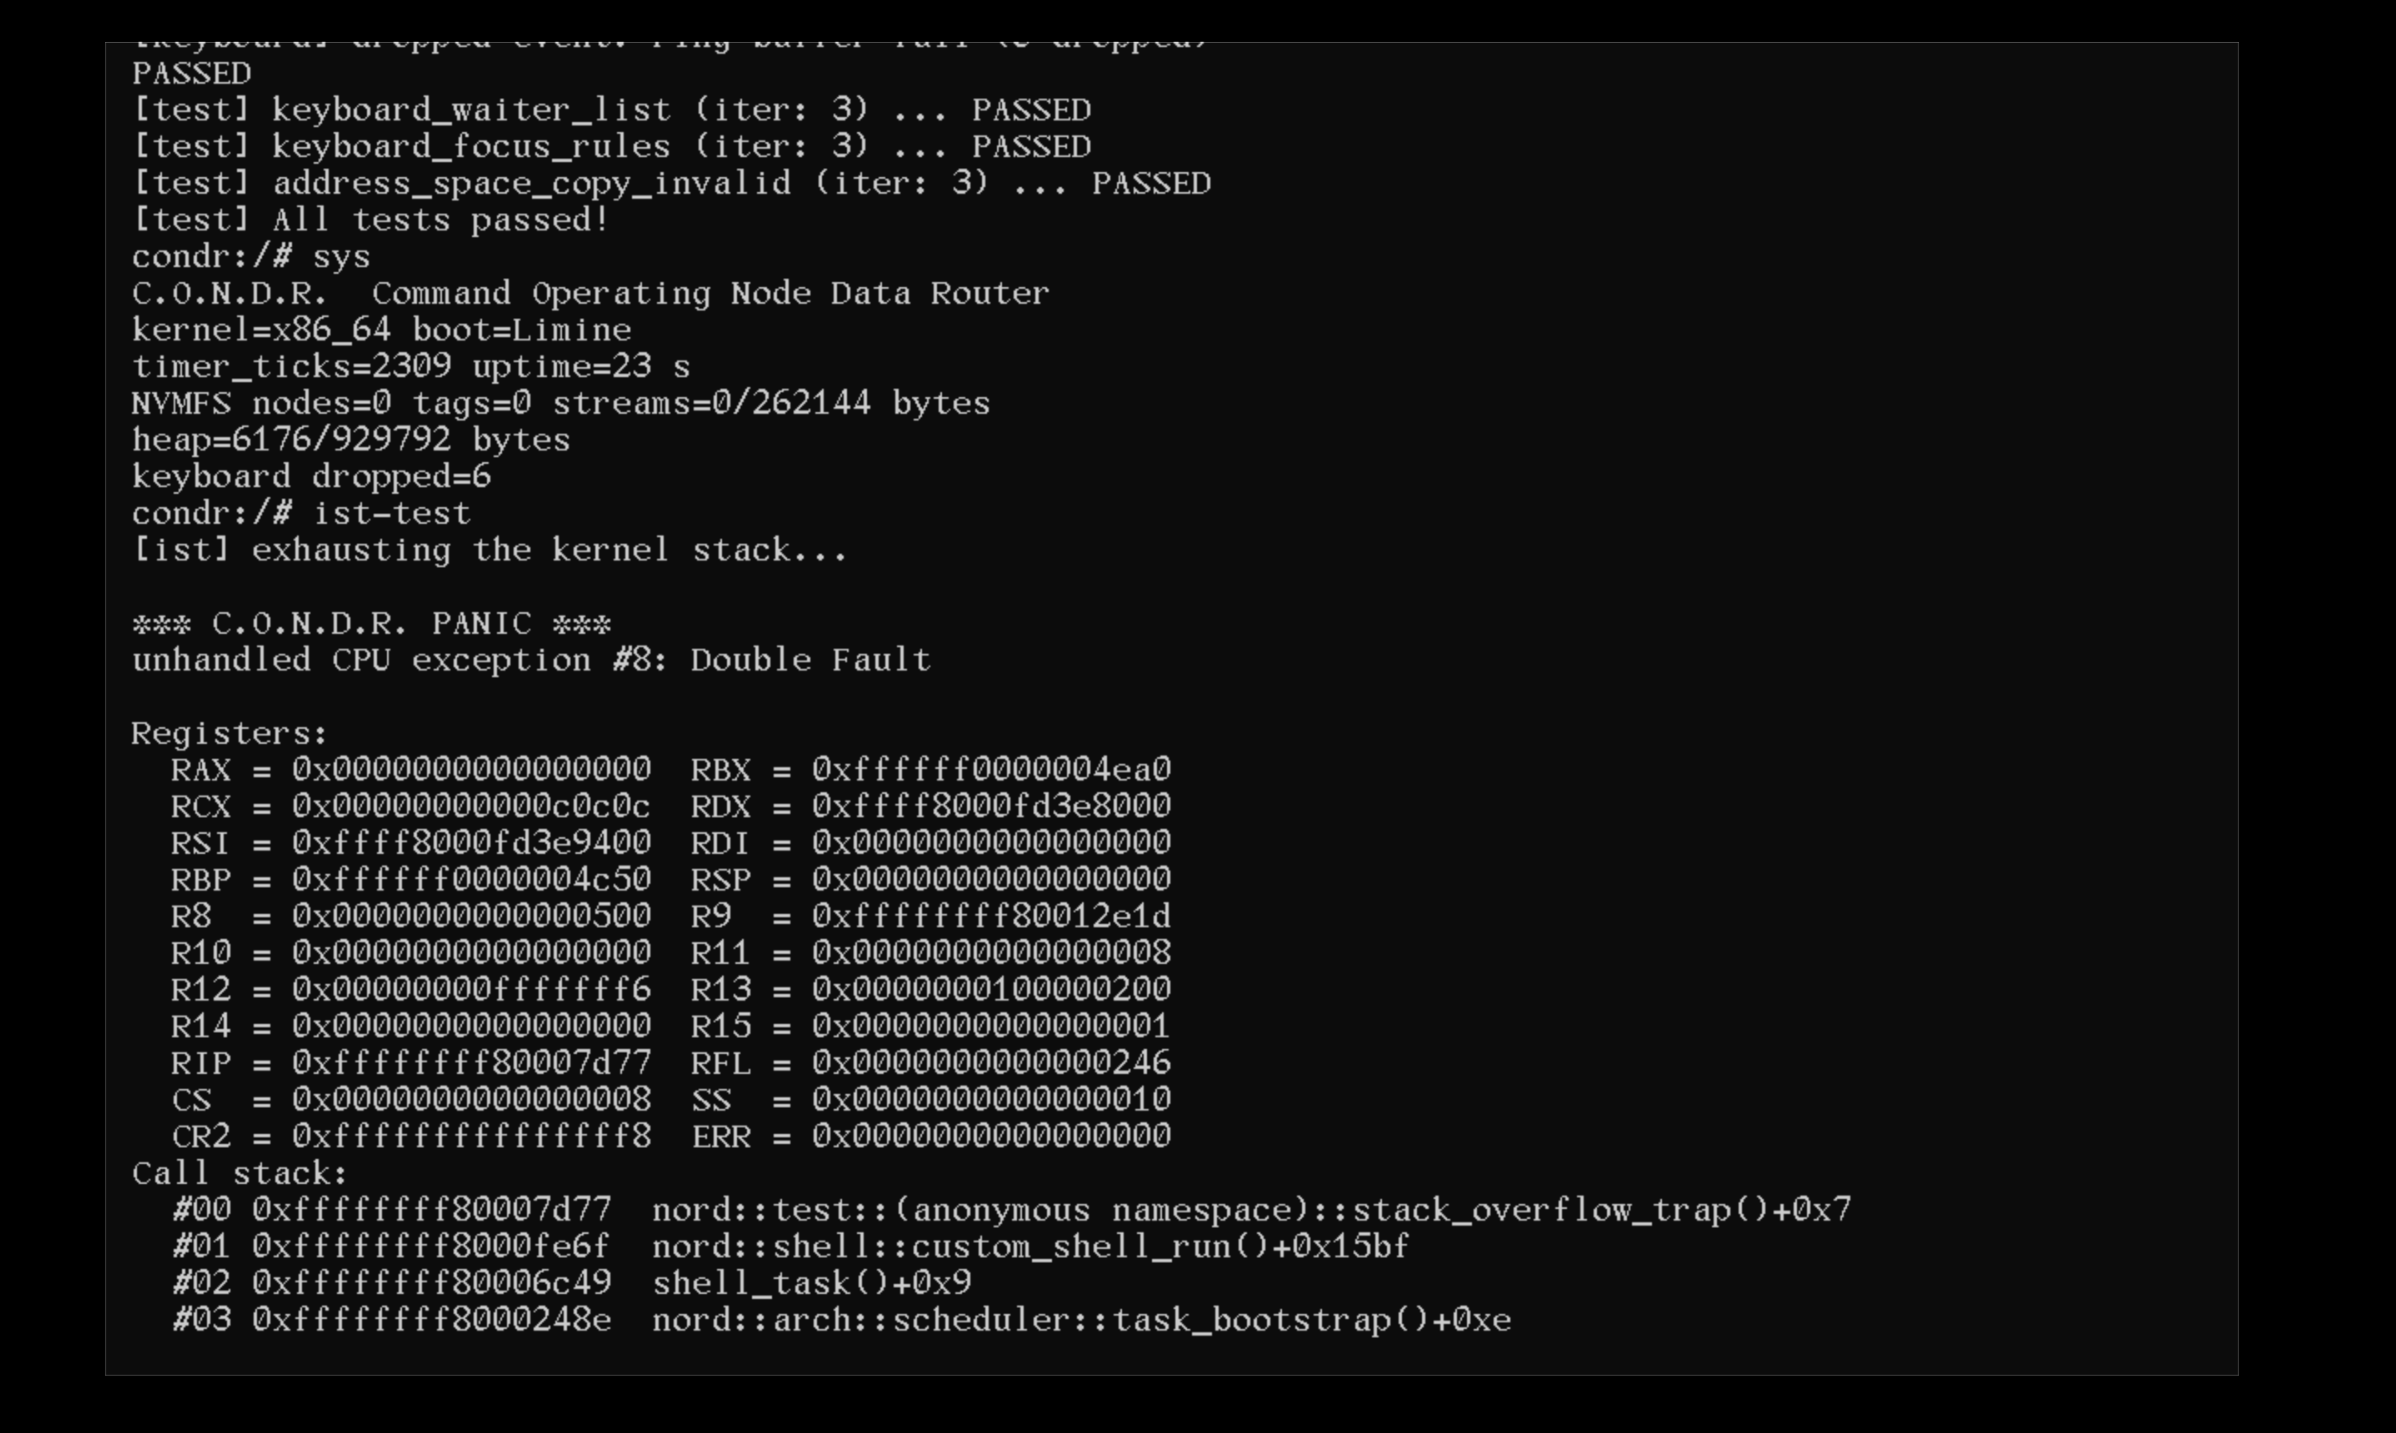 [keyboard] dropped event: ring buffer full ( dropped)
PASSED
[test] keyboard_waiter_list (iter: 3) ... PASSED
[test] keyboard_focus_rules (iter: 3) ... PASSED
[test] address_space_copy_invalid (iter: 3) ... PASSED
[test] All tests passed!
condr:/# sys
C.O.N.D.R.  Command Operating Node Data Router
kernel=x86_64 boot=Limine
timer_ticks=2309 uptime=23 s
NVMFS nodes=0 tags=0 streams=0/262144 bytes
heap=6176/929792 bytes
keyboard dropped=6
condr:/# ist-test
[ist] exhausting the kernel stack...
*** C.O.N.D.R. PANIC ***
unhandled CPU exception #8: Double Fault
Registers:
RAX = 0x0000000000000000  RBX = 0xffffff0000004ea0
RCX = 0x00000000000c0c0c  RDX = 0xffff8000fd3e8000
RSI = 0xffff8000fd3e9400  RDI = 0x0000000000000000
RBP = 0xffffff0000004c50  RSP = 0x0000000000000000
R8  = 0x0000000000000500  R9  = 0xffffffff80012e1d
R10 = 0x0000000000000000  R11 = 0x0000000000000008
R12 = 0x00000000fffffff6  R13 = 0x0000000100000200
R14 = 0x0000000000000000  R15 = 0x0000000000000001
RIP = 0xffffffff80007d77  RFL = 0x0000000000000246
CS  = 0x0000000000000008  SS  = 0x0000000000000010
CR2 = 0xfffffffffffffff8  ERR = 0x0000000000000000
Call stack:
#00 0xffffffff80007d77  nord::test::(anonymous namespace)::stack_overflow_trap()+0x7
#01 0xffffffff8000fe6f  nord::shell::custom_shell_run()+0x15bf
#02 0xffffffff80006c49  shell_task()+0x9
#03 0xffffffff8000248e  nord::arch::scheduler::task_bootstrap()+0xe